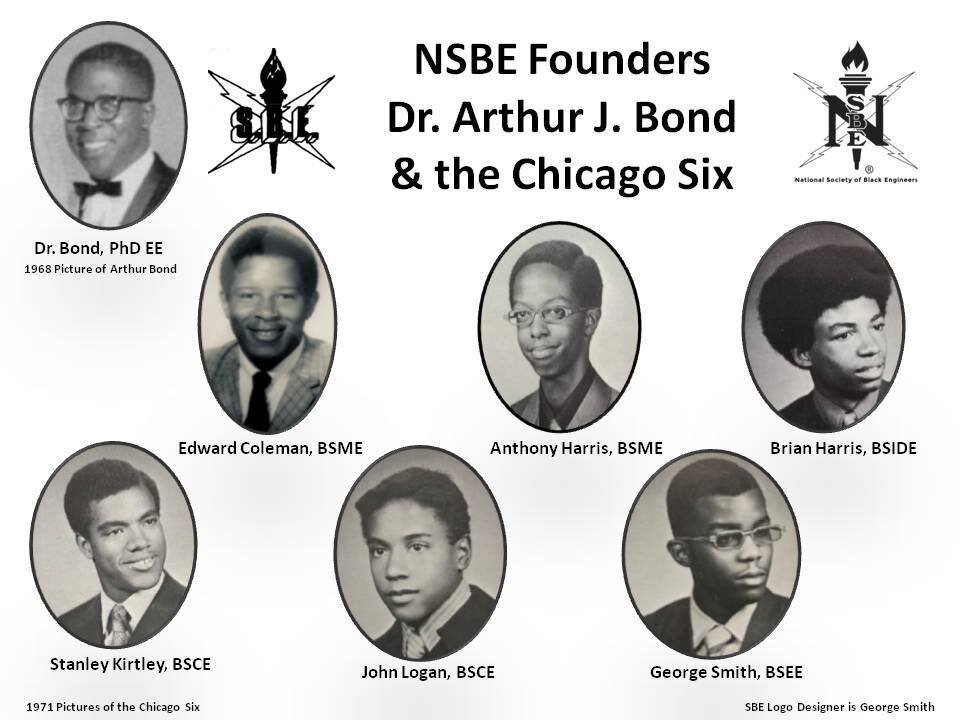 NSBE Founders
Dr. Arthur J. Bond
& the Chicago Six
S.B.E.
NSBE
®
National Society of Black Engineers
Dr. Bond, PhD EE
1968 Picture of Arthur Bond
Edward Coleman, BSME
Anthony Harris, BSME
Brian Harris, BSIDE
Stanley Kirtley, BSCE
John Logan, BSCE
George Smith, BSEE
1971 Pictures of the Chicago Six
SBE Logo Designer is George Smith